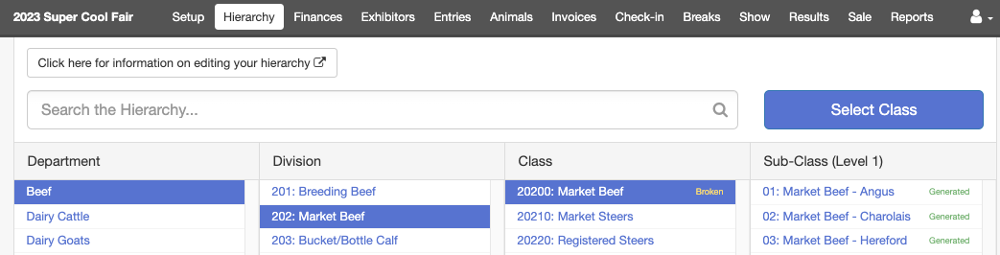 2023 Super Cool Fair Setup Hierarchy Finances Exhibitors Entries Animals Invoices Check-in Breaks Show Results Sale Reports
Click here for information on editing your hierarchy
Search the Hierarchy... Select Class
Department Division Class Sub-Class (Level 1)
Beef 201: Breeding Beef 20200: Market Beef Broken 01: Market Beef - Angus Generated
Dairy Cattle 202: Market Beef 20210: Market Steers 02: Market Beef - Charolais Generated
Dairy Goats 203: Bucket/Bottle Calf 20220: Registered Steers 03: Market Beef - Hereford Generated